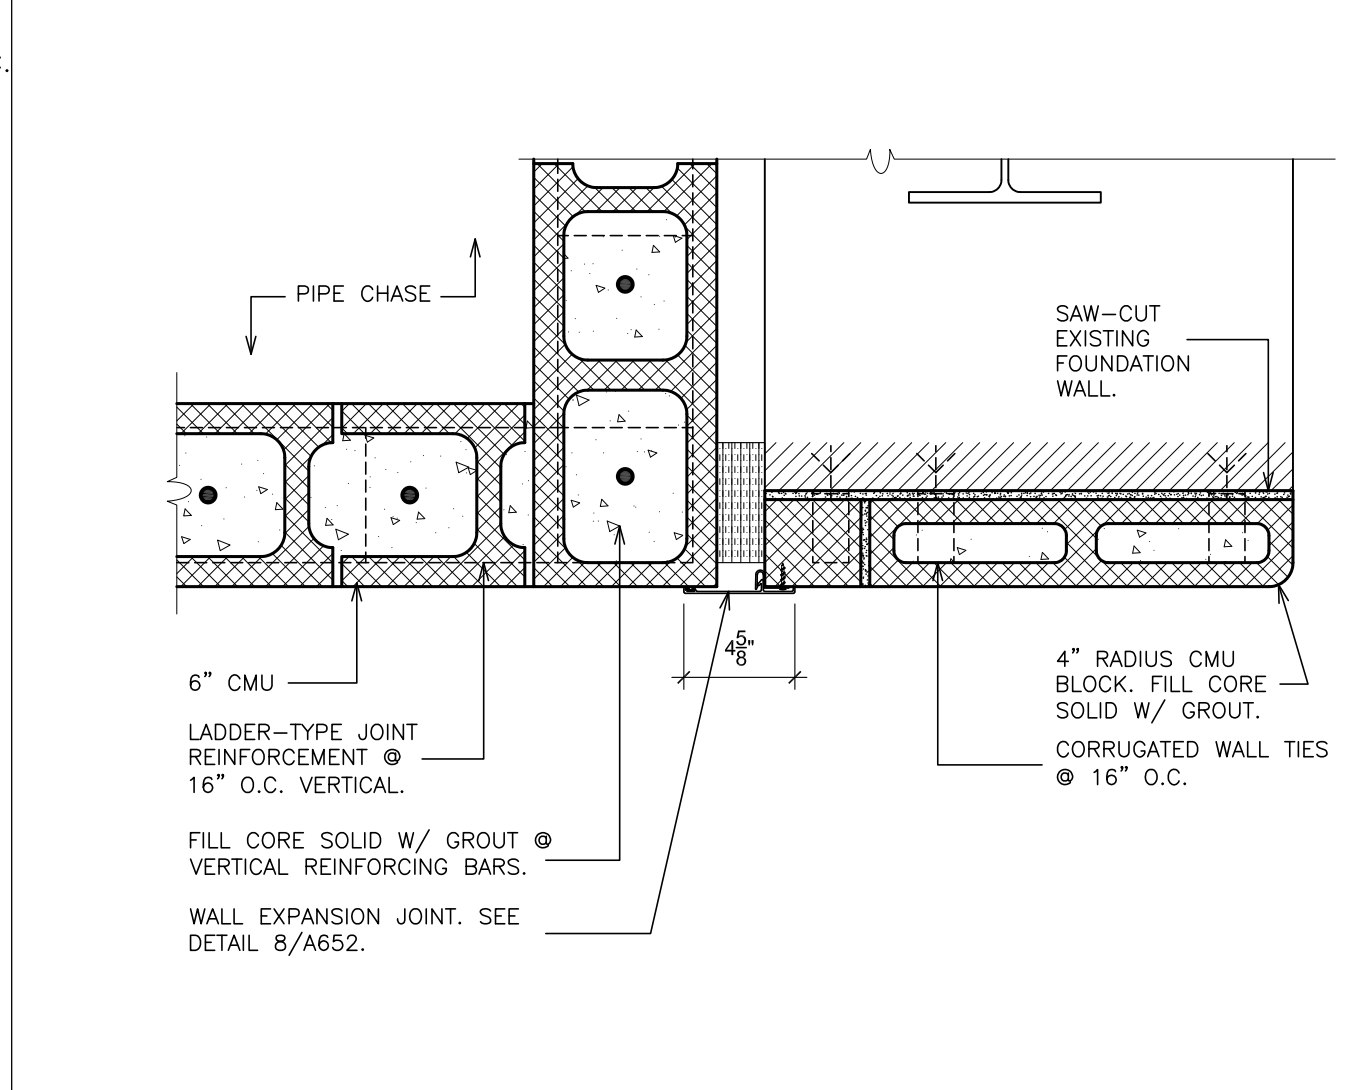 PIPE CHASE
SAW-CUT
EXISTING
FOUNDATION
WALL.
4 5/8"
6" CMU
LADDER-TYPE JOINT
REINFORCEMENT @
16" O.C. VERTICAL.
FILL CORE SOLID W/ GROUT @
VERTICAL REINFORCING BARS.
WALL EXPANSION JOINT. SEE
DETAIL 8/A652.
4" RADIUS CMU
BLOCK. FILL CORE
SOLID W/ GROUT.
CORRUGATED WALL TIES
@ 16" O.C.